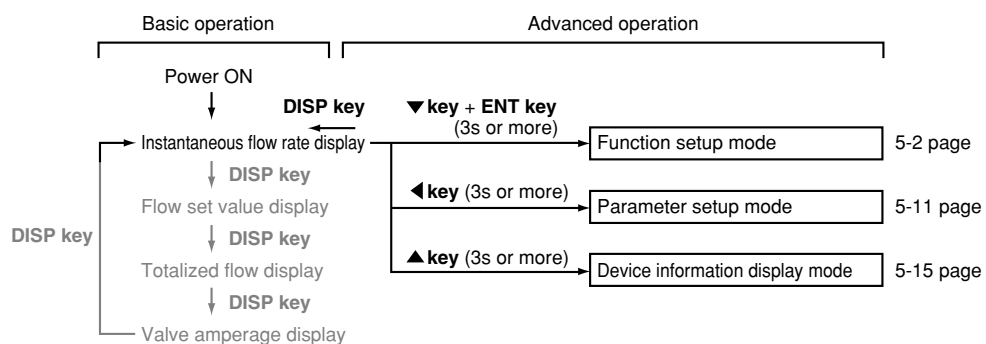 Basic operation
Advanced operation
Power ON
DISP key
▼ key + ENT key
(3s or more)
Instantaneous flow rate display
Function setup mode
5-2 page
DISP key
Flow set value display
◀ key (3s or more)
Parameter setup mode
5-11 page
DISP key
DISP key
Totalized flow display
▲ key (3s or more)
Device information display mode
5-15 page
DISP key
Valve amperage display